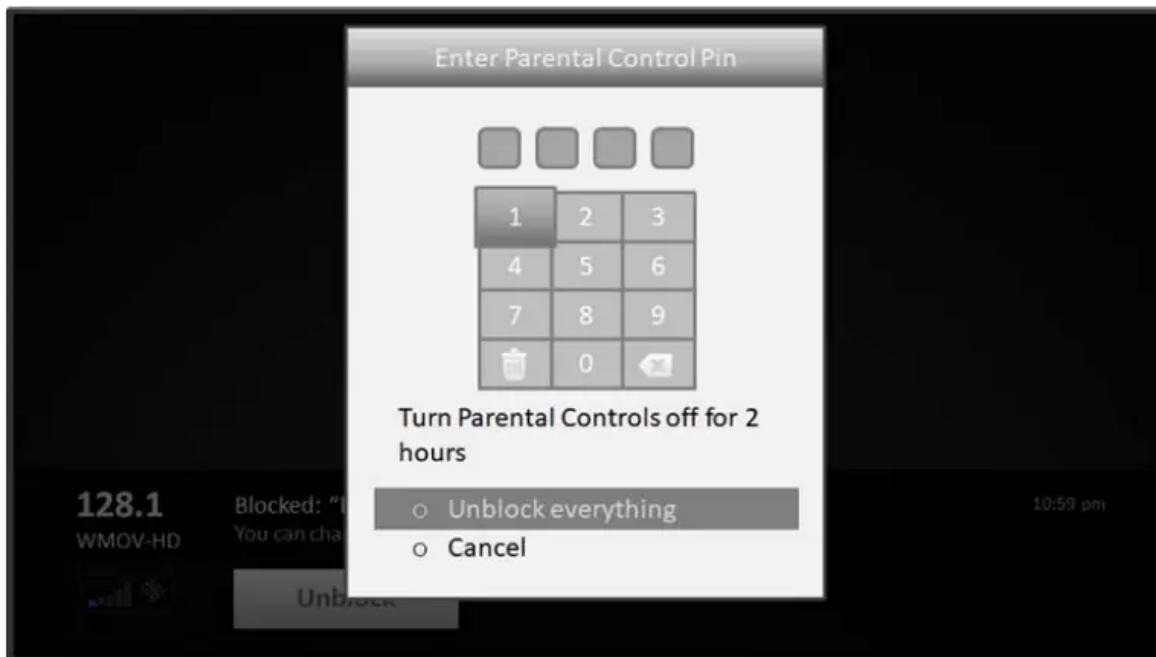 Enter Parental Control Pin
1 2 3
4 5 6
7 8 9
0
Turn Parental Controls off for 2
hours
o Unblock everything
o Cancel
128.1
WMOV-HD
Blocked: "
You can cha
10:59 pm
Unblock